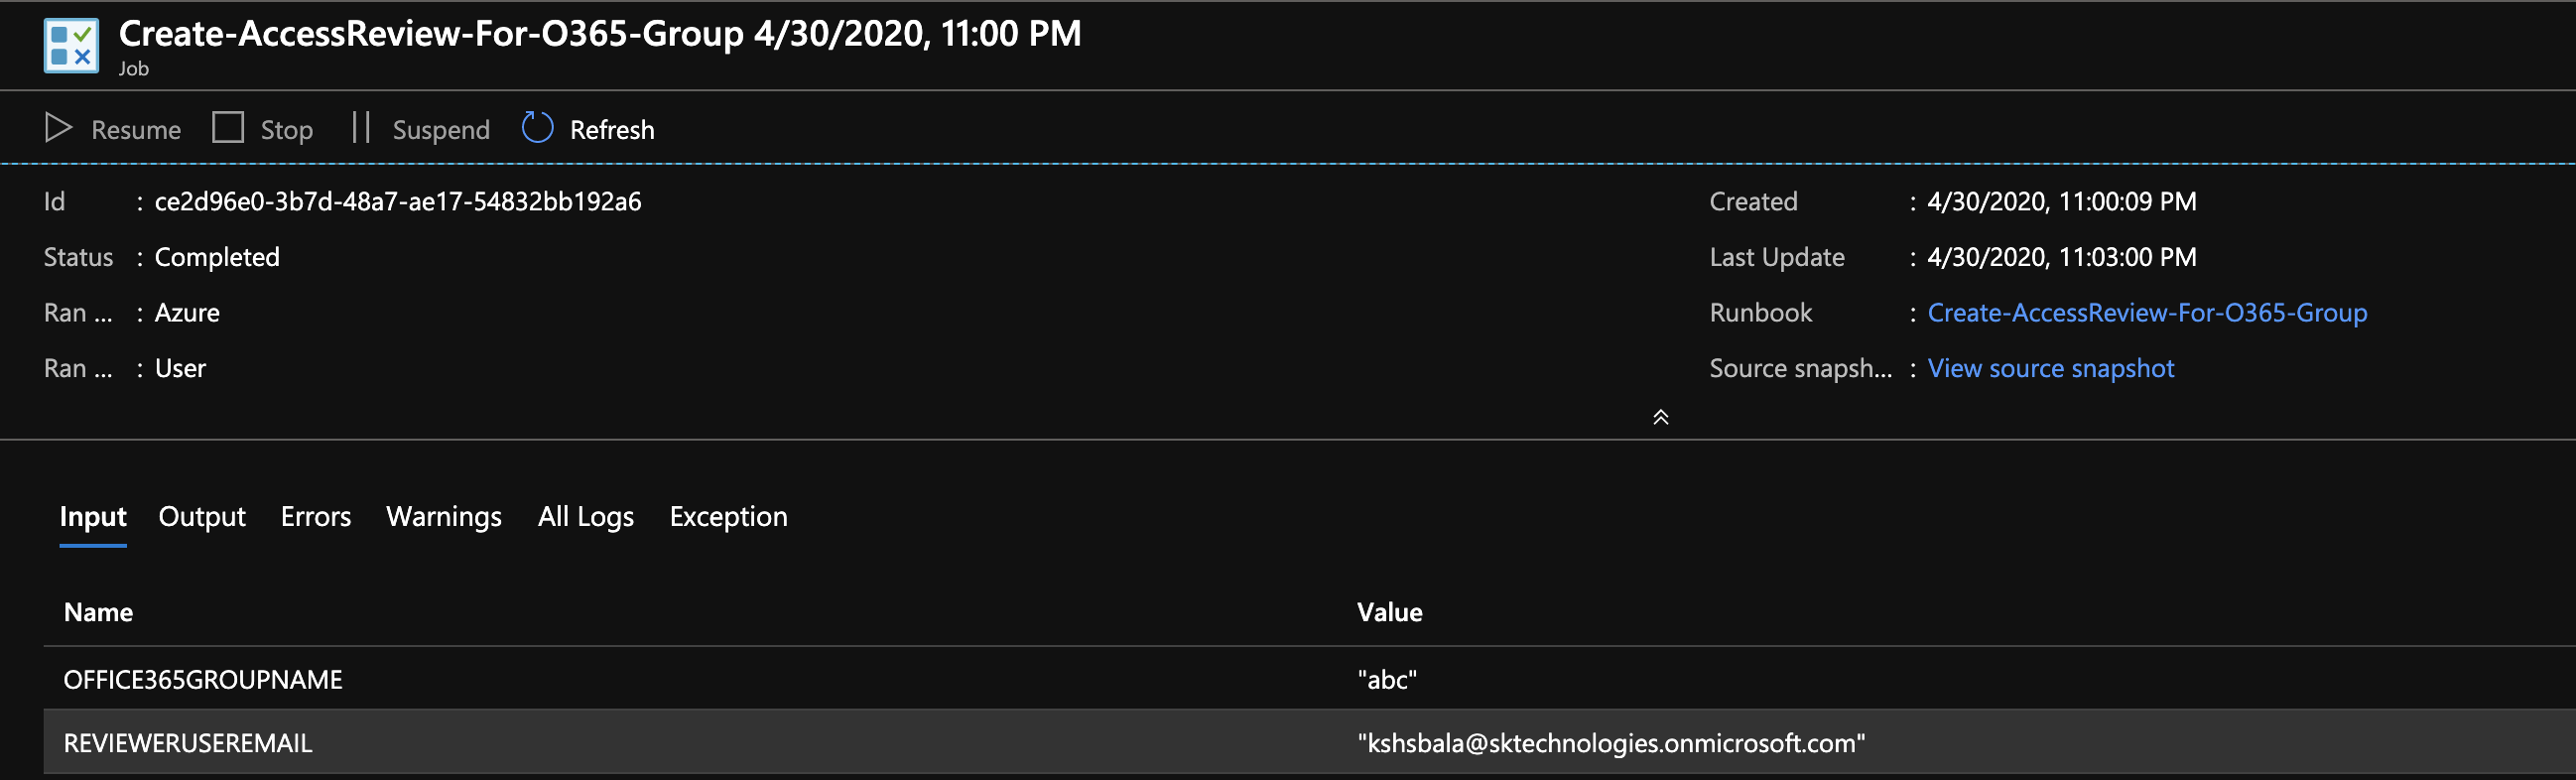 Create-AccessReview-For-O365-Group 4/30/2020, 11:00 PM
Job
Resume Stop Suspend Refresh
Id : ce2d96e0-3b7d-48a7-ae17-54832bb192a6
Created : 4/30/2020, 11:00:09 PM
Status : Completed
Last Update : 4/30/2020, 11:03:00 PM
Ran ... : Azure
Runbook : Create-AccessReview-For-O365-Group
Ran ... : User
Source snapsh... : View source snapshot
Input Output Errors Warnings All Logs Exception
Name Value
OFFICE365GROUPNAME "abc"
REVIEWERUSEREMAIL "kshsbala@sktechnologies.onmicrosoft.com"